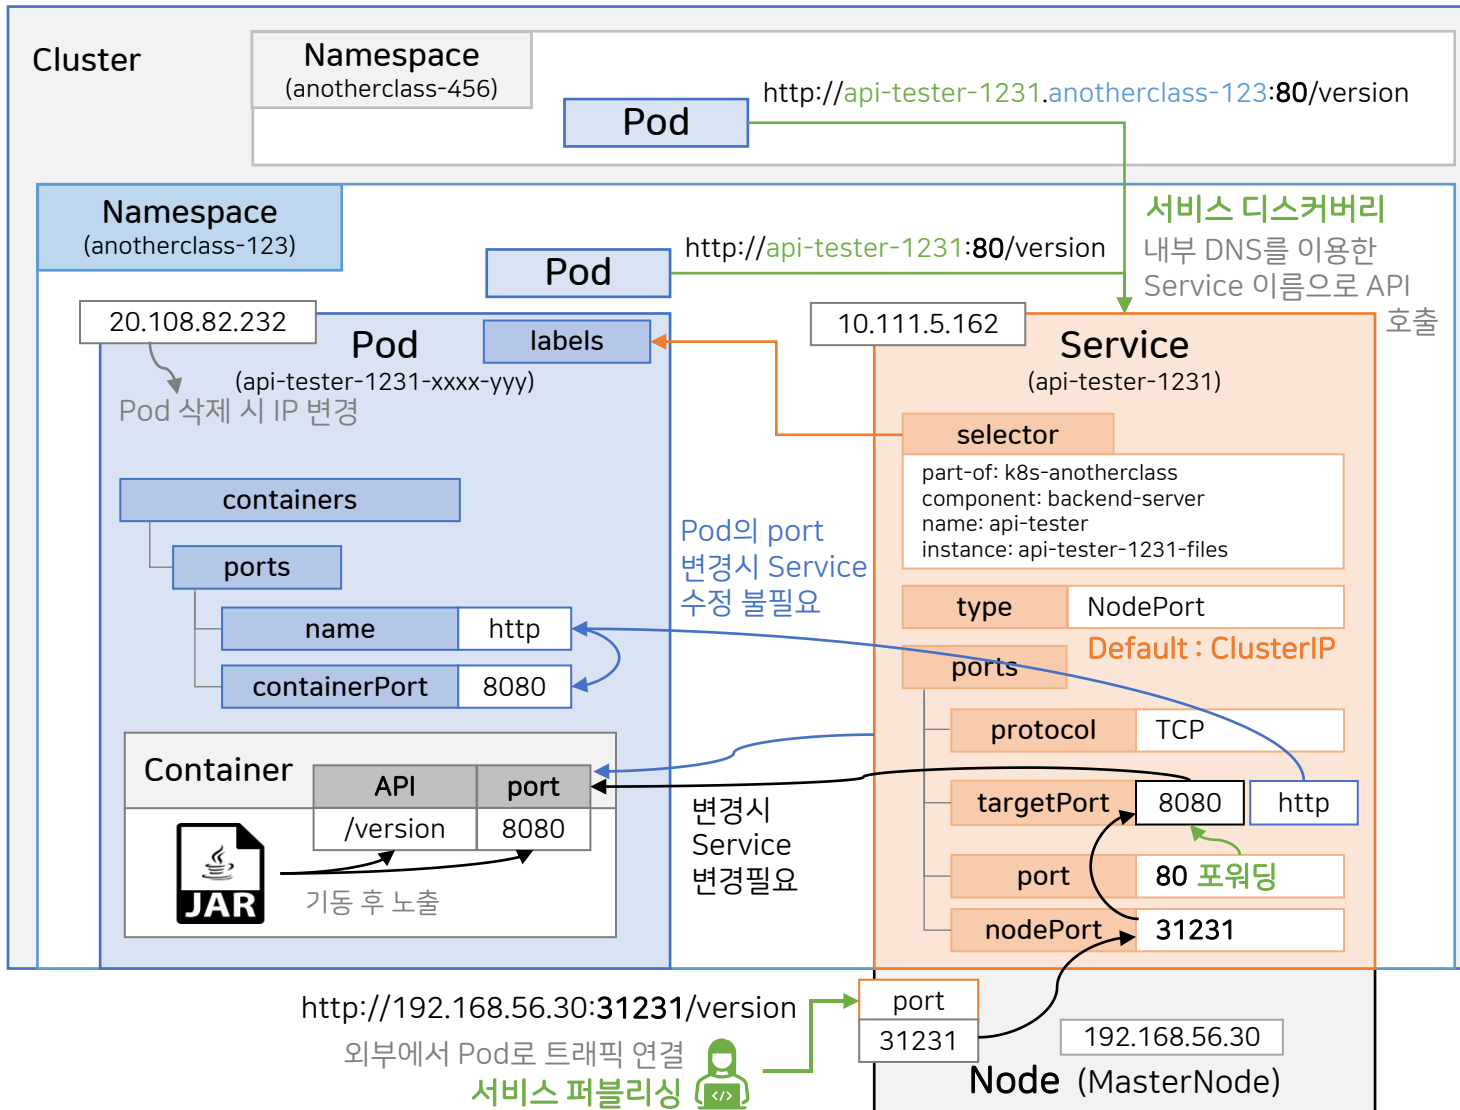 Cluster
Namespace
(anotherclass-456)
http://api-tester-1231.anotherclass-123:80/version
Pod
Namespace
(anotherclass-123)
서비스 디스커버리
내부 DNS를 이용한
Service 이름으로 API
호출
http://api-tester-1231:80/version
Pod
20.108.82.232
Pod
labels
(api-tester-1231-xxxx-yyy)
Pod 삭제 시 IP 변경
10.111.5.162
Service
(api-tester-1231)
selector
part-of: k8s-anotherclass
component: backend-server
name: api-tester
instance: api-tester-1231-files
containers
ports
name http
containerPort 8080
Pod의 port
변경시 Service
수정 불필요
type NodePort
Default : ClusterIP
ports
protocol TCP
targetPort 8080 http
port 80 포워딩
nodePort 31231
Container
API port
/version 8080
JAR
기동 후 노출
변경시
Service
변경필요
http://192.168.56.30:31231/version
외부에서 Pod로 트래픽 연결
서비스 퍼블리싱
</>
port
31231
192.168.56.30
Node (MasterNode)